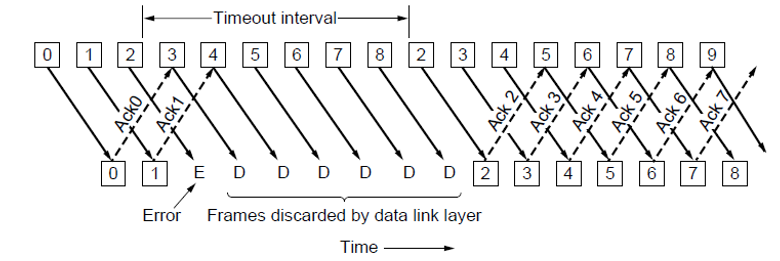 Timeout interval
0 1 2 3 4 5 6 7 8 2 3 4 5 6 7 8 9
Ack0 Ack1 Ack 2 Ack 3 Ack 4 Ack 5 Ack 6 Ack 7
0 1 E D D D D D D 2 3 4 5 6 7 8
Error Frames discarded by data link layer
Time